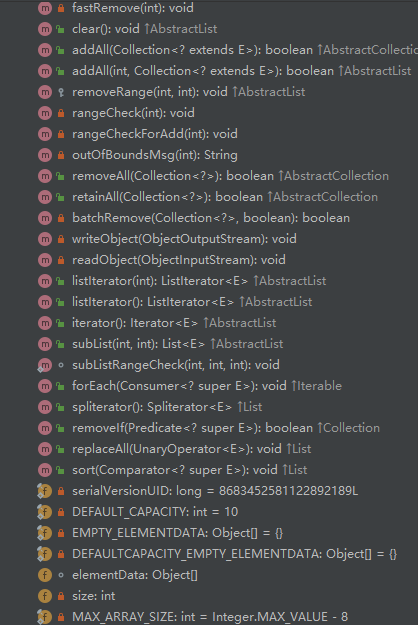 fastRemove(int): void
clear(): void ↑AbstractList
addAll(Collection<? extends E>): boolean ↑AbstractCollectio
addAll(int, Collection<? extends E>): boolean ↑AbstractList
removeRange(int, int): void ↑AbstractList
rangeCheck(int): void
rangeCheckForAdd(int): void
outOfBoundsMsg(int): String
removeAll(Collection<?>): boolean ↑AbstractCollection
retainAll(Collection<?>): boolean ↑AbstractCollection
batchRemove(Collection<?>, boolean): boolean
writeObject(ObjectOutputStream): void
readObject(ObjectInputStream): void
listIterator(int): ListIterator<E> ↑AbstractList
listIterator(): ListIterator<E> ↑AbstractList
iterator(): Iterator<E> ↑AbstractList
subList(int, int): List<E> ↑AbstractList
subListRangeCheck(int, int, int): void
forEach(Consumer<? super E>): void ↑Iterable
spliterator(): Spliterator<E> ↑List
removeIf(Predicate<? super E>): boolean ↑Collection
replaceAll(UnaryOperator<E>): void ↑List
sort(Comparator<? super E>): void ↑List
serialVersionUID: long = 8683452581122892189L
DEFAULT_CAPACITY: int = 10
EMPTY_ELEMENTDATA: Object[] = {}
DEFAULTCAPACITY_EMPTY_ELEMENTDATA: Object[] = {}
elementData: Object[]
size: int
MAX_ARRAY_SIZE: int = Integer.MAX_VALUE - 8